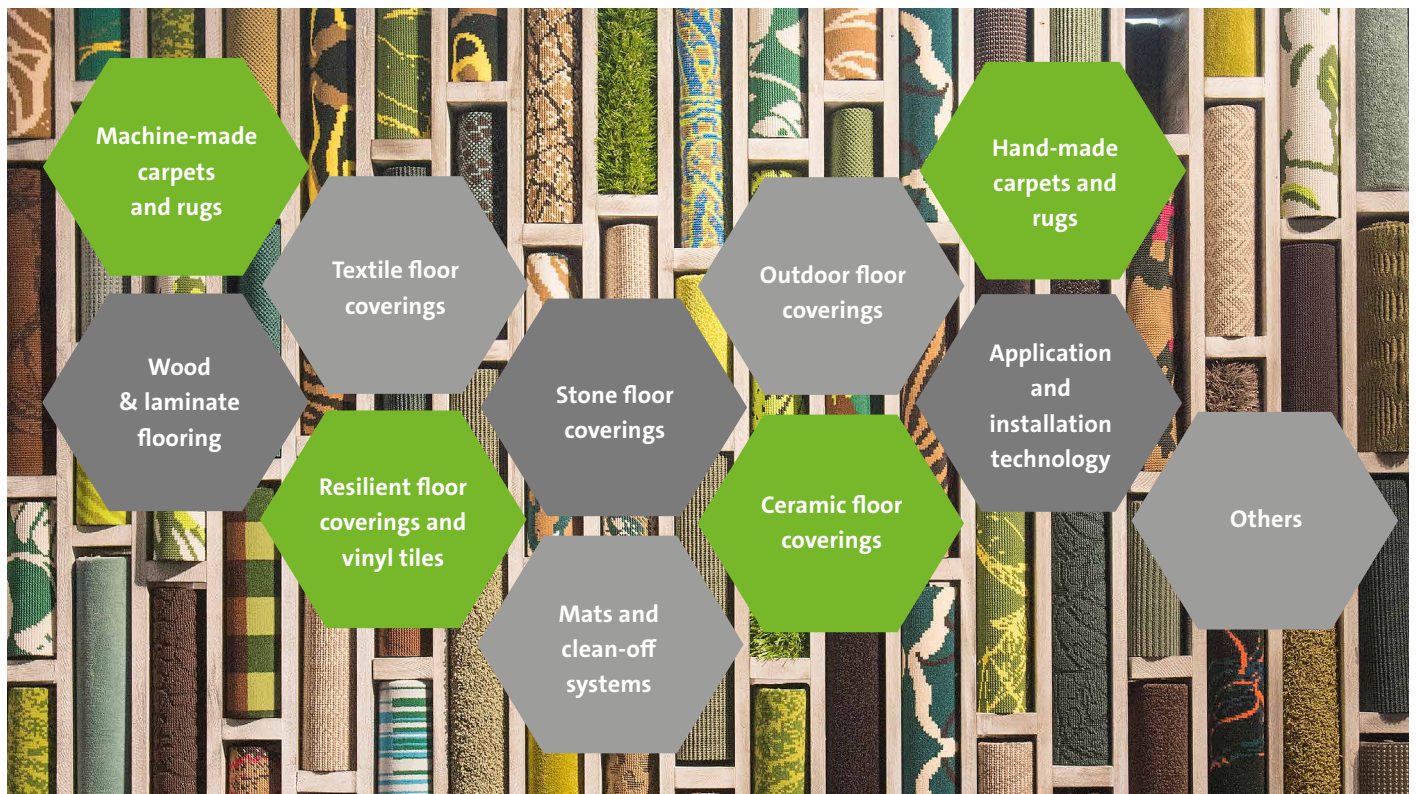 Machine-made
carpets
and rugs
Hand-made
carpets and
rugs
Textile floor
coverings
Outdoor floor
coverings
Wood
& laminate
flooring
Stone floor
coverings
Application
and
installation
technology
Resilient floor
coverings and
vinyl tiles
Ceramic floor
coverings
Others
Mats and
clean-off
systems